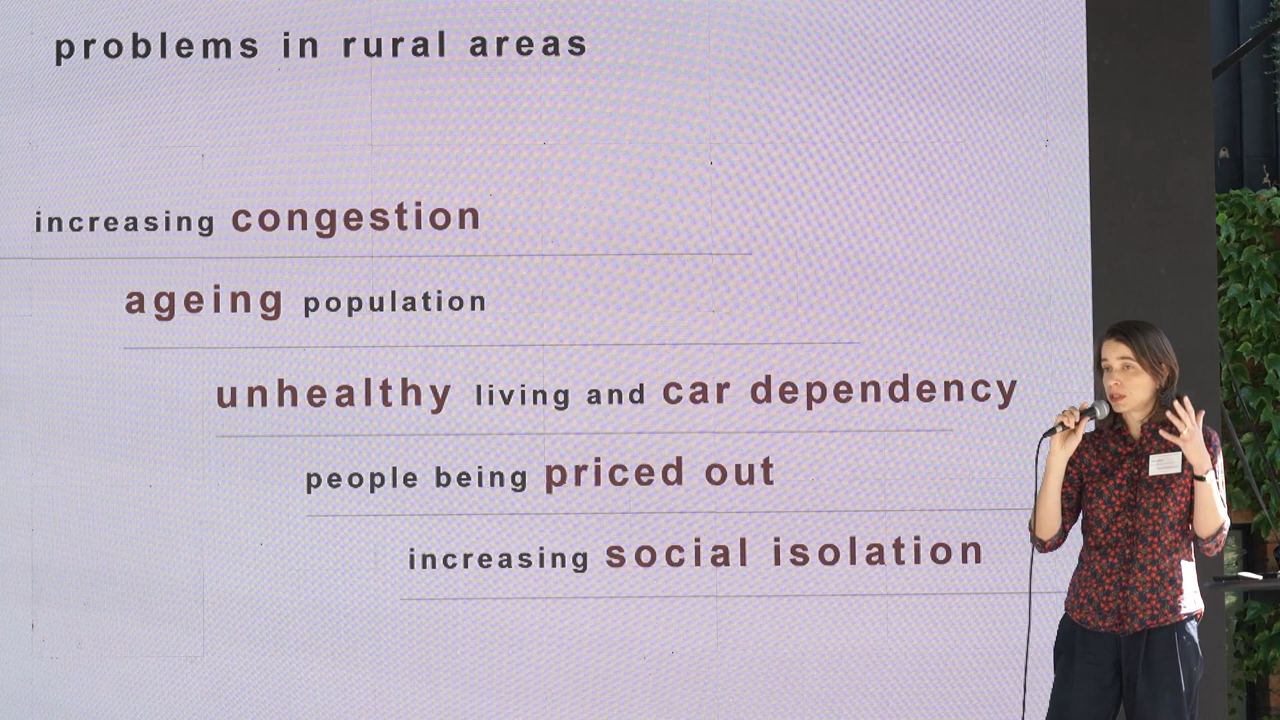 problems in rural areas
increasing congestion
ageing population
unhealthy living and car dependency
people being priced out
increasing social isolation